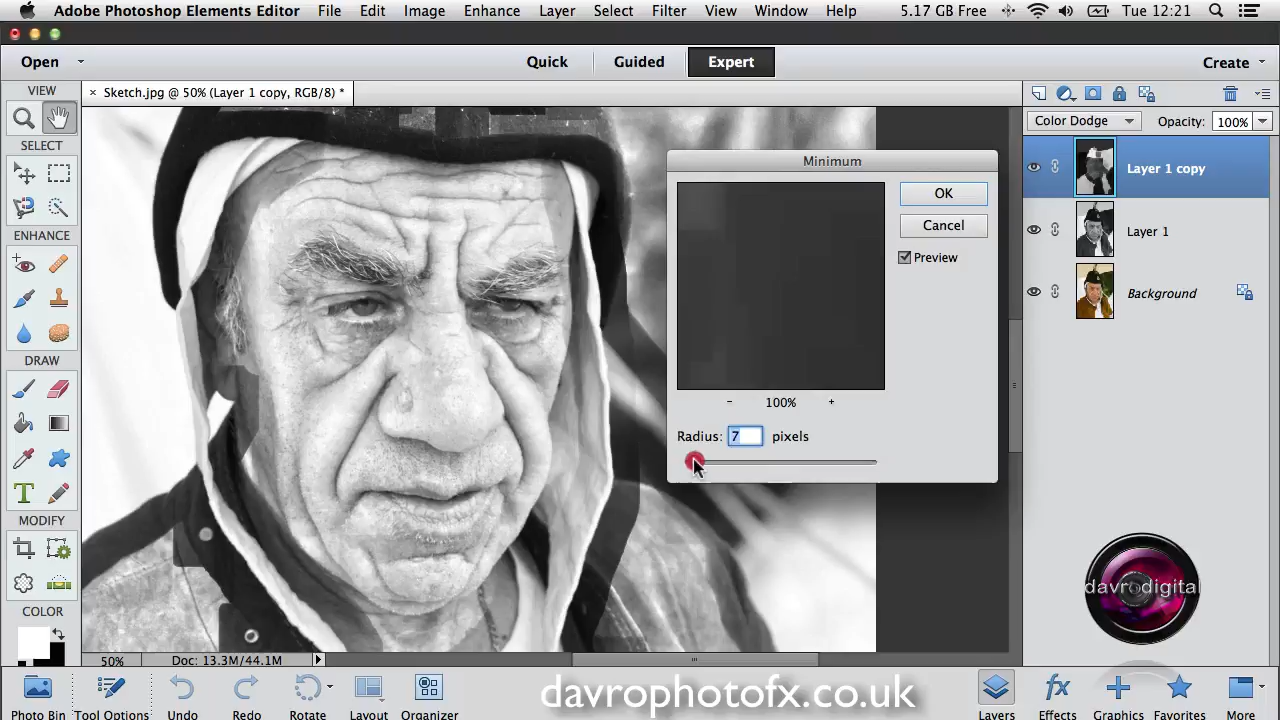 Adobe Photoshop Elements Editor File Edit Image Enhance Layer Select Filter View Window Help 5.17 GB Free Tue 12:21
Open Quick Guided Expert Create
VIEW
× Sketch.jpg @ 50% (Layer 1 copy, RGB/8) *
SELECT
ENHANCE
DRAW
T
MODIFY
COLOR
Color Dodge Opacity: 100%
Layer 1 copy
Layer 1
Background
Minimum
OK
Cancel
Preview
− 100% +
Radius: 7 pixels
davrodigital
50% Doc: 13.3M/44.1M
davrophotofx.co.uk
Photo Bin Tool Options Undo Redo Rotate Layout Organizer
fx
Layers Effects Graphics Favorites More